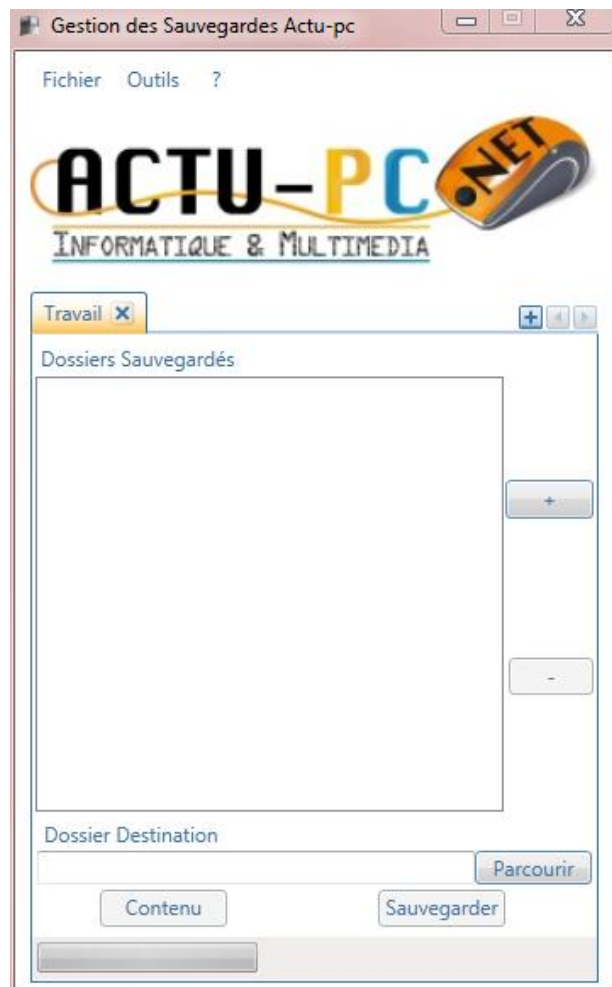 Gestion des Sauvegardes Actu-pc
Fichier Outils ?
ACTU-PC .NET
INFORMATIQUE & MULTIMEDIA
Travail
Dossiers Sauvegardés
+
-
Dossier Destination
Parcourir
Contenu Sauvegarder